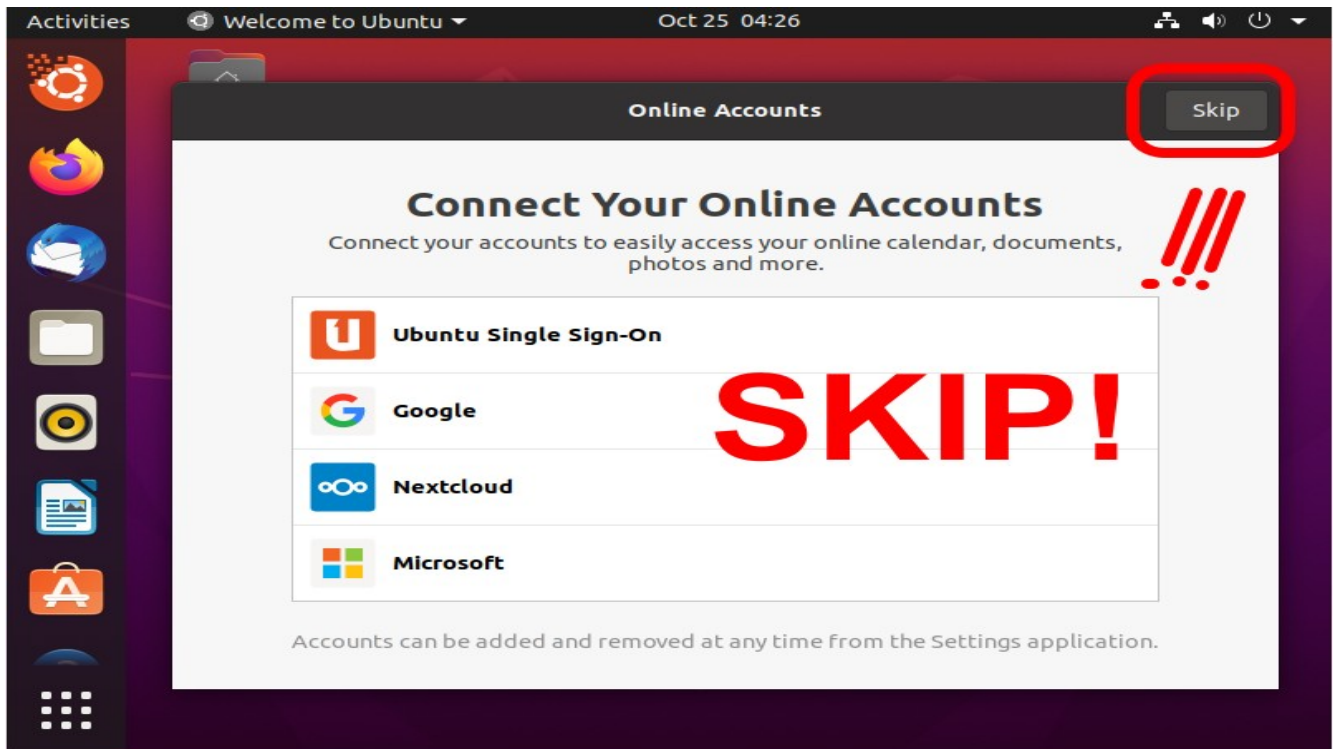 Activities Welcome to Ubuntu Oct 25 04:26
Online Accounts Skip
Connect Your Online Accounts
Connect your accounts to easily access your online calendar, documents,
photos and more.
!!!
Ubuntu Single Sign-On
SKIP!
Google
Nextcloud
Microsoft
Accounts can be added and removed at any time from the Settings application.